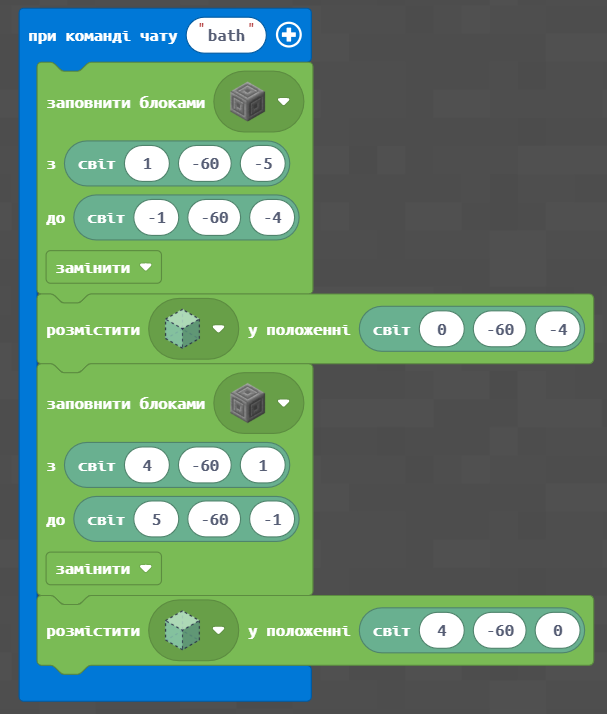 при команді чату "bath"
заповнити блоками
з світ 1 -60 -5
до світ -1 -60 -4
замінити
розмістити у положенні світ 0 -60 -4
заповнити блоками
з світ 4 -60 1
до світ 5 -60 -1
замінити
розмістити у положенні світ 4 -60 0